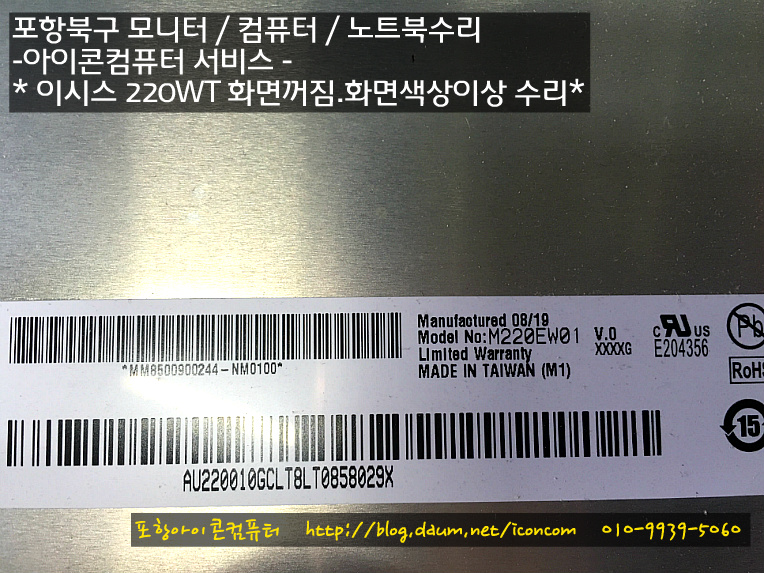 포항북구 모니터 / 컴퓨터 / 노트북수리
-아이콘컴퓨터 서비스 -
* 이시스 220WT 화면꺼짐.화면색상이상 수리*
Manufactured 08/19
Model No:M220EW01 V.0
Limited Warranty XXXXG
MADE IN TAIWAN (M1)
c RU US
E204356
Pb
RoHS
15
*MM8500900244-NM0100*
AU220010GCLT8LT0858029X
포항아이콘컴퓨터 http://blog.daum.net/iconcom 010-9939-5060